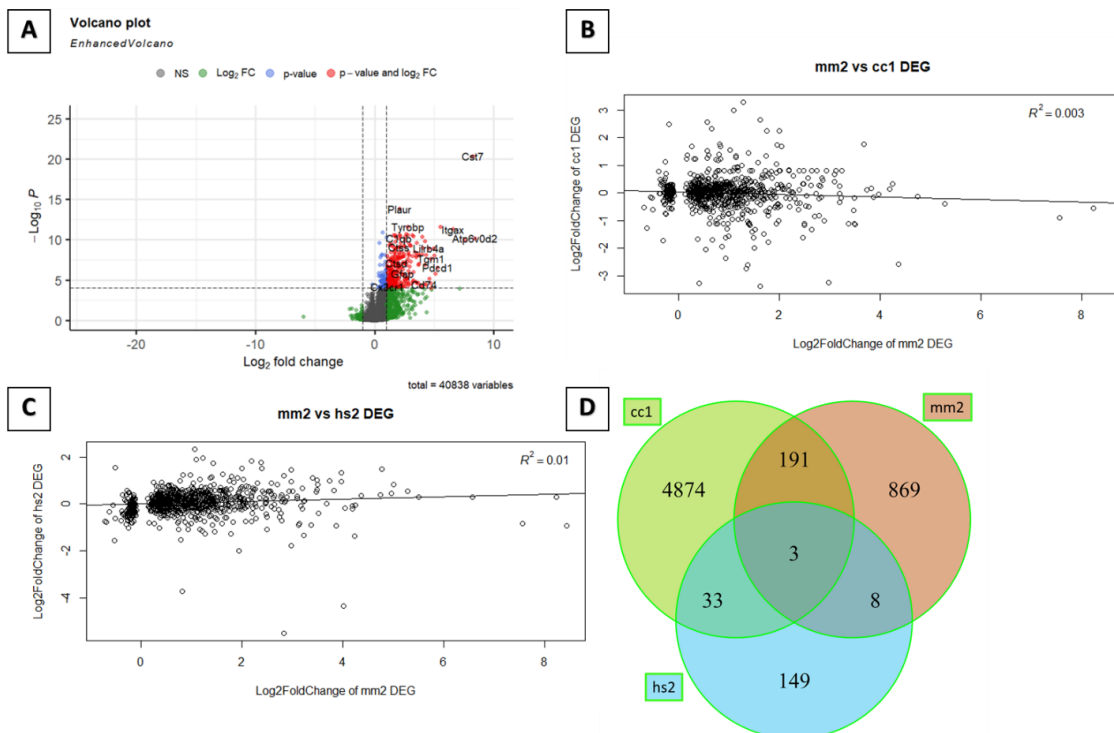 A
Volcano plot
EnhancedVolcano
NS Log2 FC p-value p – value and log2 FC
25
20
15
10
5
0
-20
-10
0
10
−Log10 P
Log2 fold change
Cst7
Plaur
Tyrobp
Itgax
C1qb
Atp6v0d2
Ctss
Lilrb4a
Tgm1
Ctsd
Pdcd1
Gfap
Cd74
total = 40838 variables
B
mm2 vs cc1 DEG
R² = 0.003
Log2FoldChange of cc1 DEG
3
2
1
0
-1
-2
-3
0 2 4 6 8
Log2FoldChange of mm2 DEG
C
mm2 vs hs2 DEG
R² = 0.01
Log2FoldChange of hs2 DEG
2
0
-2
-4
0 2 4 6 8
Log2FoldChange of mm2 DEG
D
cc1
mm2
191
4874
869
3
33
8
hs2
149